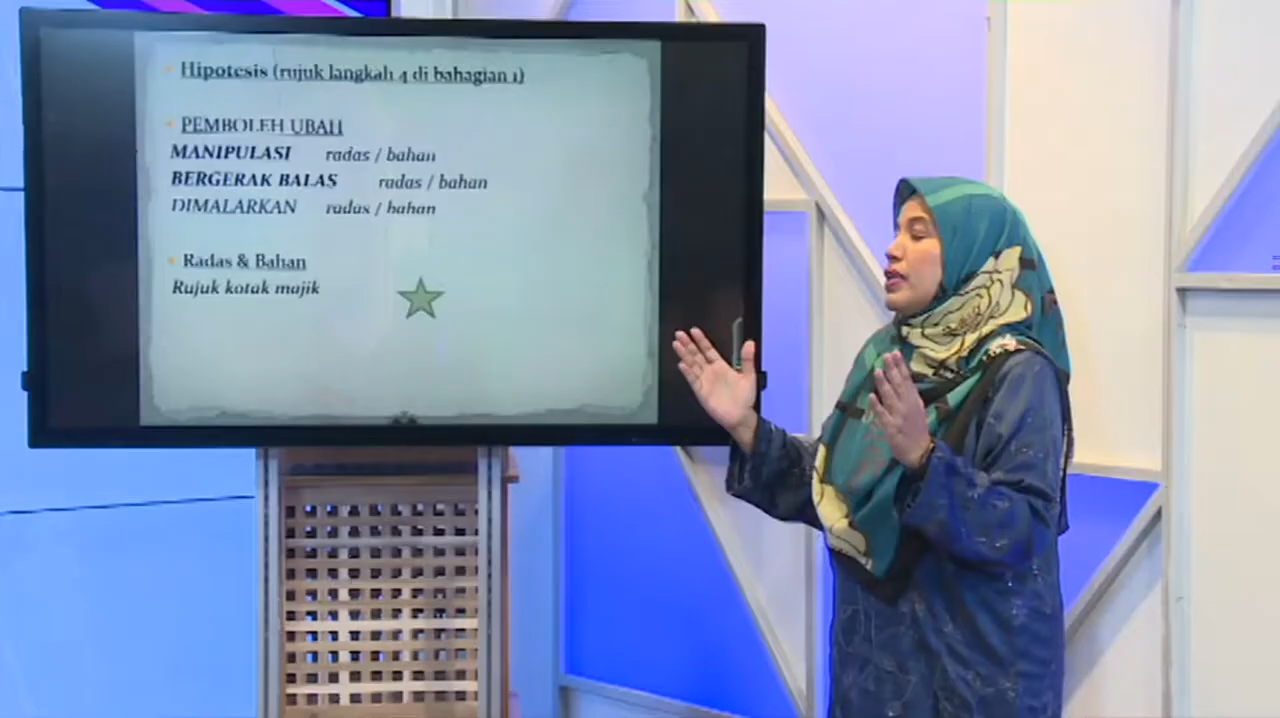 Hipotesis (rujuk langkah 4 di bahagian 1)
PEMBOLEH UBAH
MANIPULASI radas / bahan
BERGERAK BALAS radas / bahan
DIMALARKAN radas / bahan
Radas & Bahan
Rujuk kotak majik